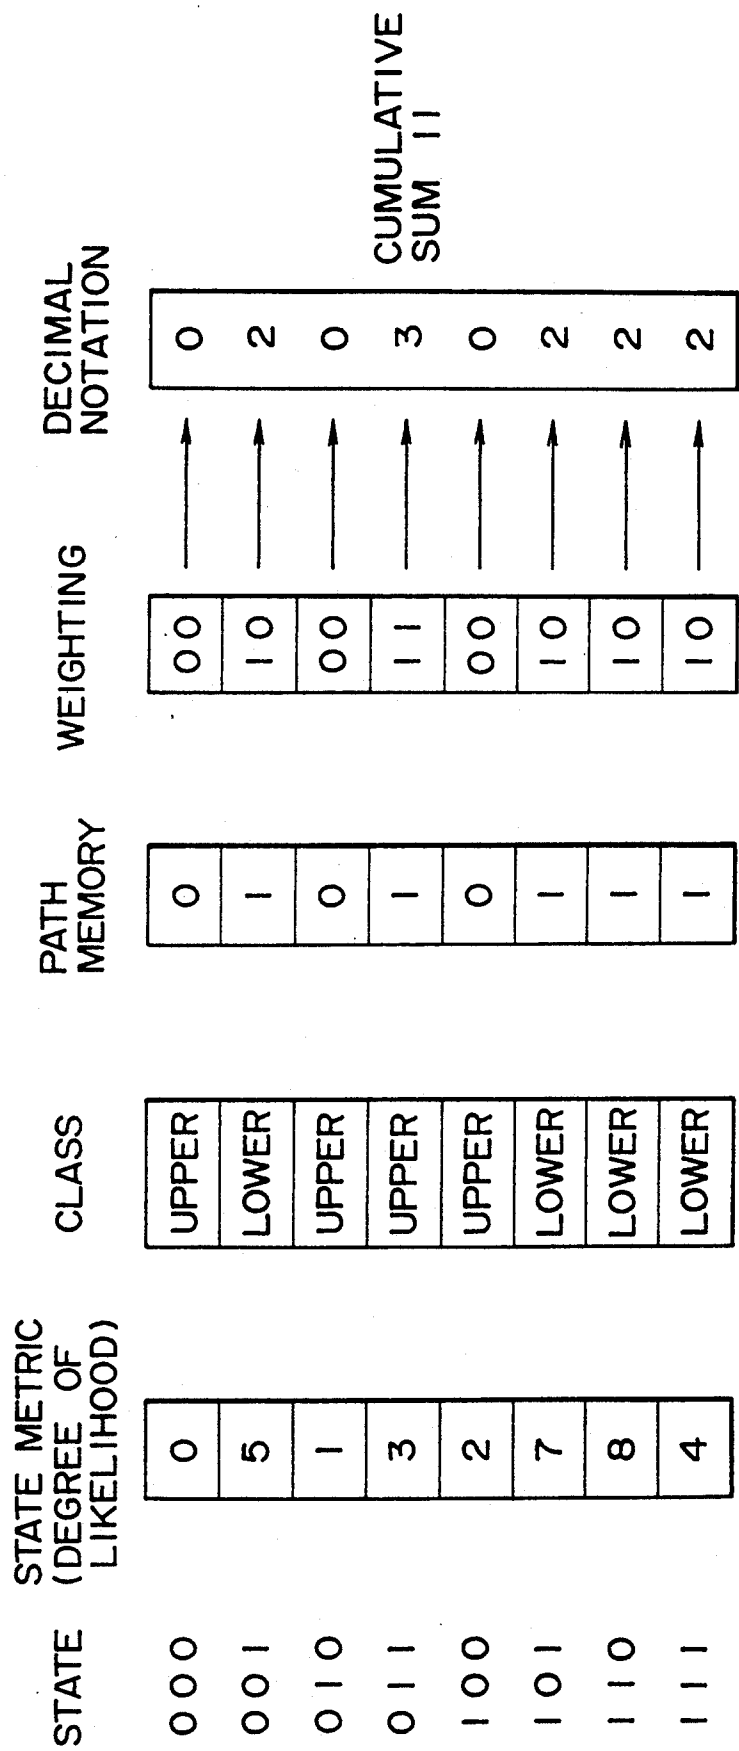 STATE
STATE METRIC
(DEGREE OF
LIKELIHOOD)
CLASS
PATH
MEMORY
WEIGHTING
DECIMAL
NOTATION
000 0 UPPER 0 00 0
001 5 LOWER 1 10 2
010 1 UPPER 0 00 0
011 3 UPPER 1 11 3
100 2 UPPER 0 00 0
101 7 LOWER 1 10 2
110 8 LOWER 1 10 2
111 4 LOWER 1 10 2
CUMULATIVE
SUM 11